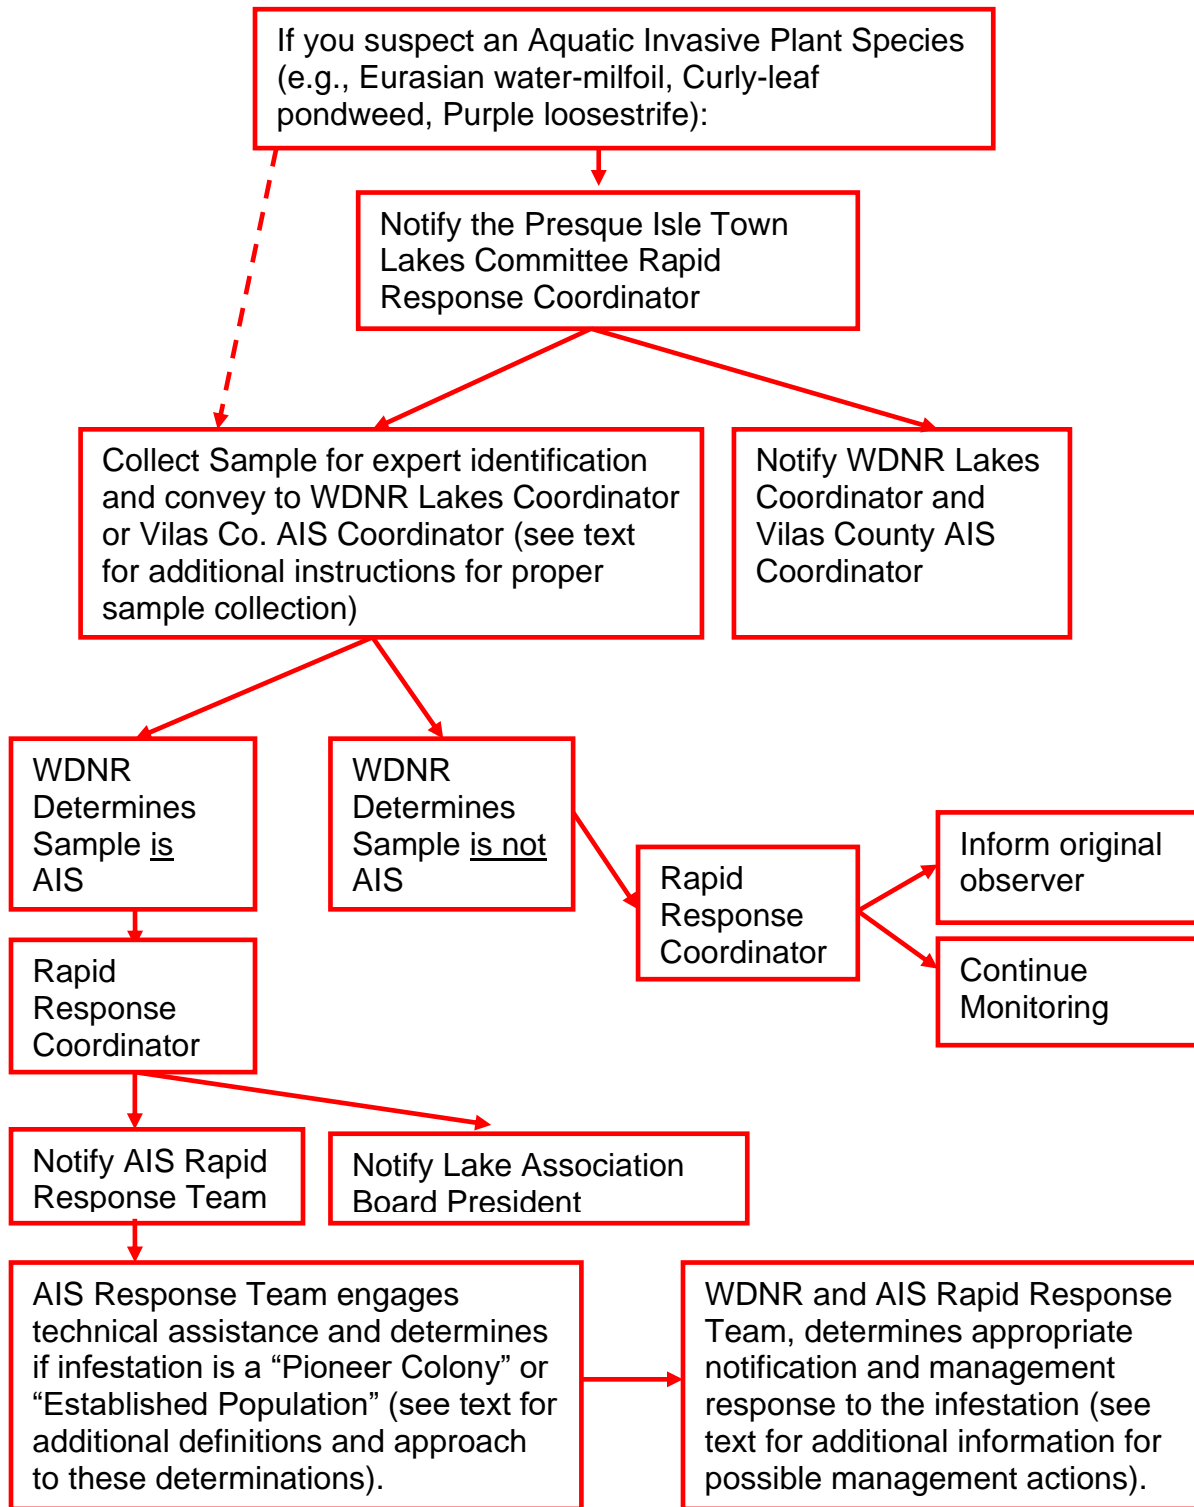 If you suspect an Aquatic Invasive Plant Species
(e.g., Eurasian water-milfoil, Curly-leaf
pondweed, Purple loosestrife):
Notify the Presque Isle Town
Lakes Committee Rapid
Response Coordinator
Collect Sample for expert identification
and convey to WDNR Lakes Coordinator
or Vilas Co. AIS Coordinator (see text
for additional instructions for proper
sample collection)
Notify WDNR Lakes
Coordinator and
Vilas County AIS
Coordinator
WDNR
Determines
Sample is
AIS
WDNR
Determines
Sample is not
AIS
Rapid
Response
Coordinator
Inform original
observer
Continue
Monitoring
Rapid
Response
Coordinator
Notify AIS Rapid
Response Team
Notify Lake Association
Board President
AIS Response Team engages
technical assistance and determines
if infestation is a “Pioneer Colony” or
“Established Population” (see text for
additional definitions and approach
to these determinations).
WDNR and AIS Rapid Response
Team, determines appropriate
notification and management
response to the infestation (see
text for additional information for
possible management actions).